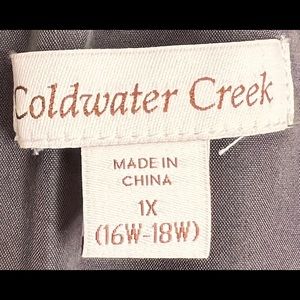 Coldwater Creek
MADE IN
CHINA
1X
(16W-18W)